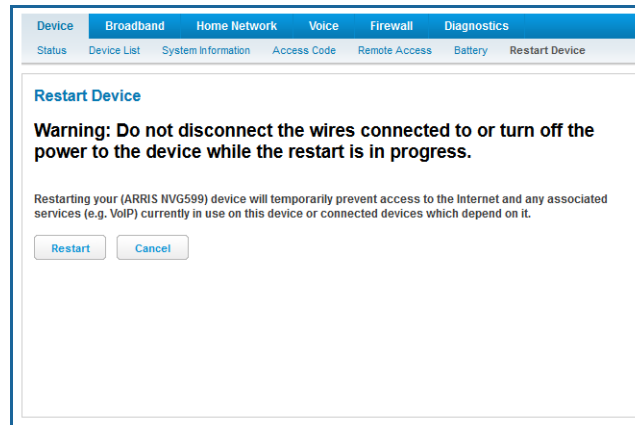 Device Broadband Home Network Voice Firewall Diagnostics
Status Device List System Information Access Code Remote Access Battery Restart Device
Restart Device
Warning: Do not disconnect the wires connected to or turn off the
power to the device while the restart is in progress.
Restarting your (ARRIS NVG599) device will temporarily prevent access to the Internet and any associated
services (e.g. VoIP) currently in use on this device or connected devices which depend on it.
Restart Cancel